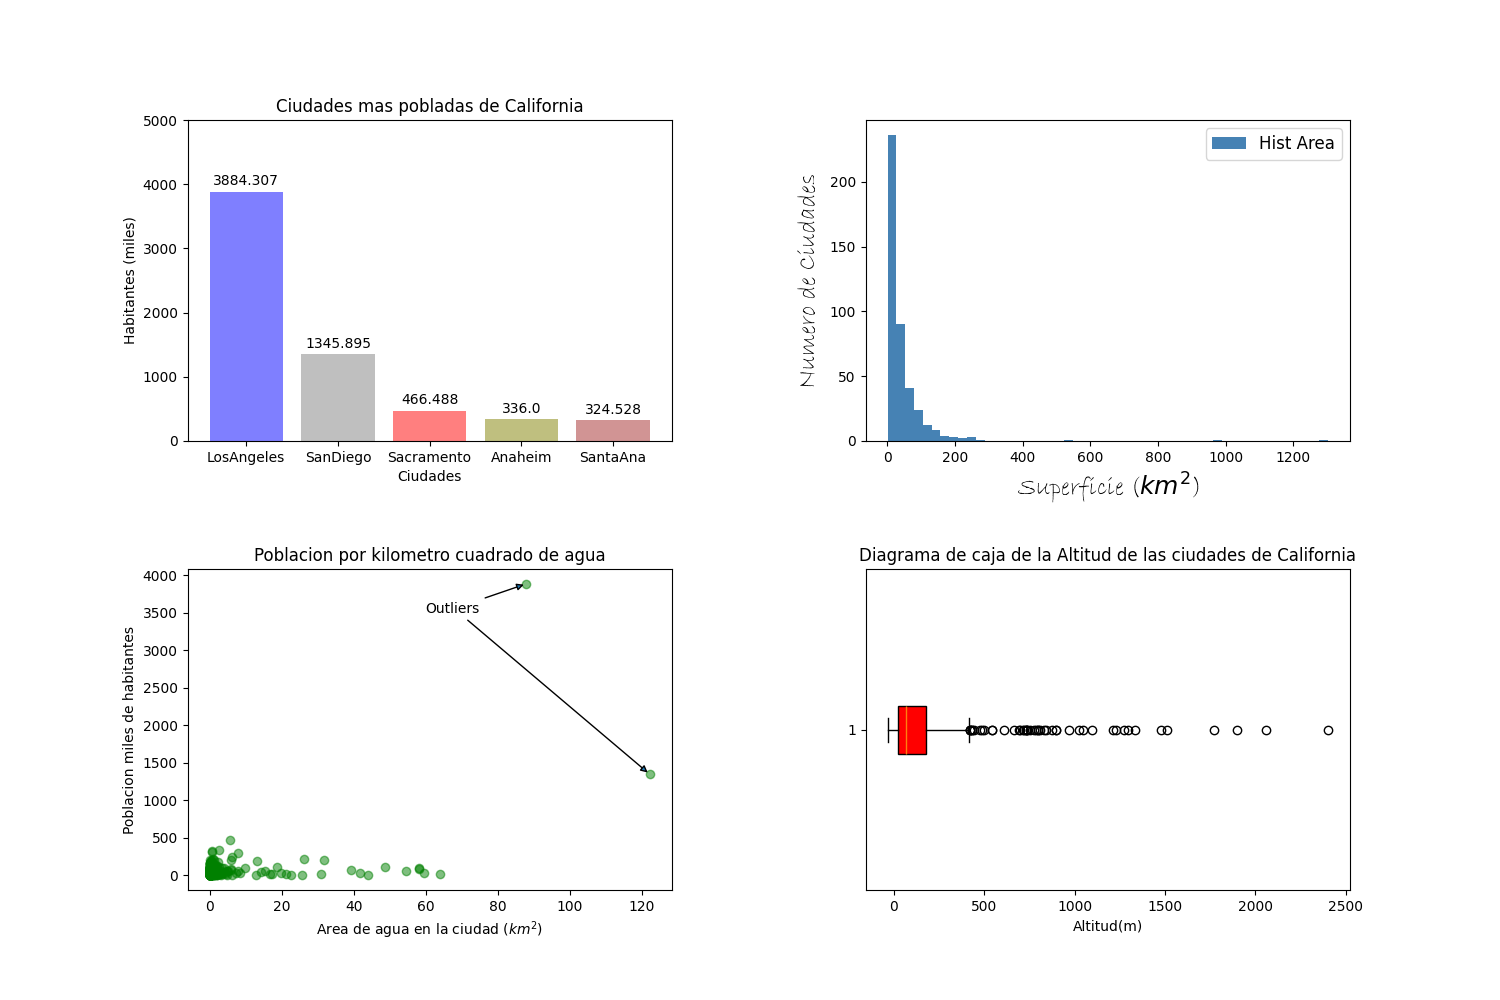 Ciudades mas pobladas de California
5000
4000
3000
2000
1000
0
Habitantes (miles)
3884.307
1345.895
466.488
336.0
324.528
LosAngeles SanDiego Sacramento Anaheim SantaAna
Ciudades
Hist Area
200
150
100
50
0
Numero de Ciudades
0 200 400 600 800 1000 1200
Superficie (km²)
Poblacion por kilometro cuadrado de agua
4000
3500
3000
2500
2000
1500
1000
500
0
Poblacion miles de habitantes
Outliers
0 20 40 60 80 100 120
Area de agua en la ciudad (km²)
Diagrama de caja de la Altitud de las ciudades de California
1
0 500 1000 1500 2000 2500
Altitud(m)